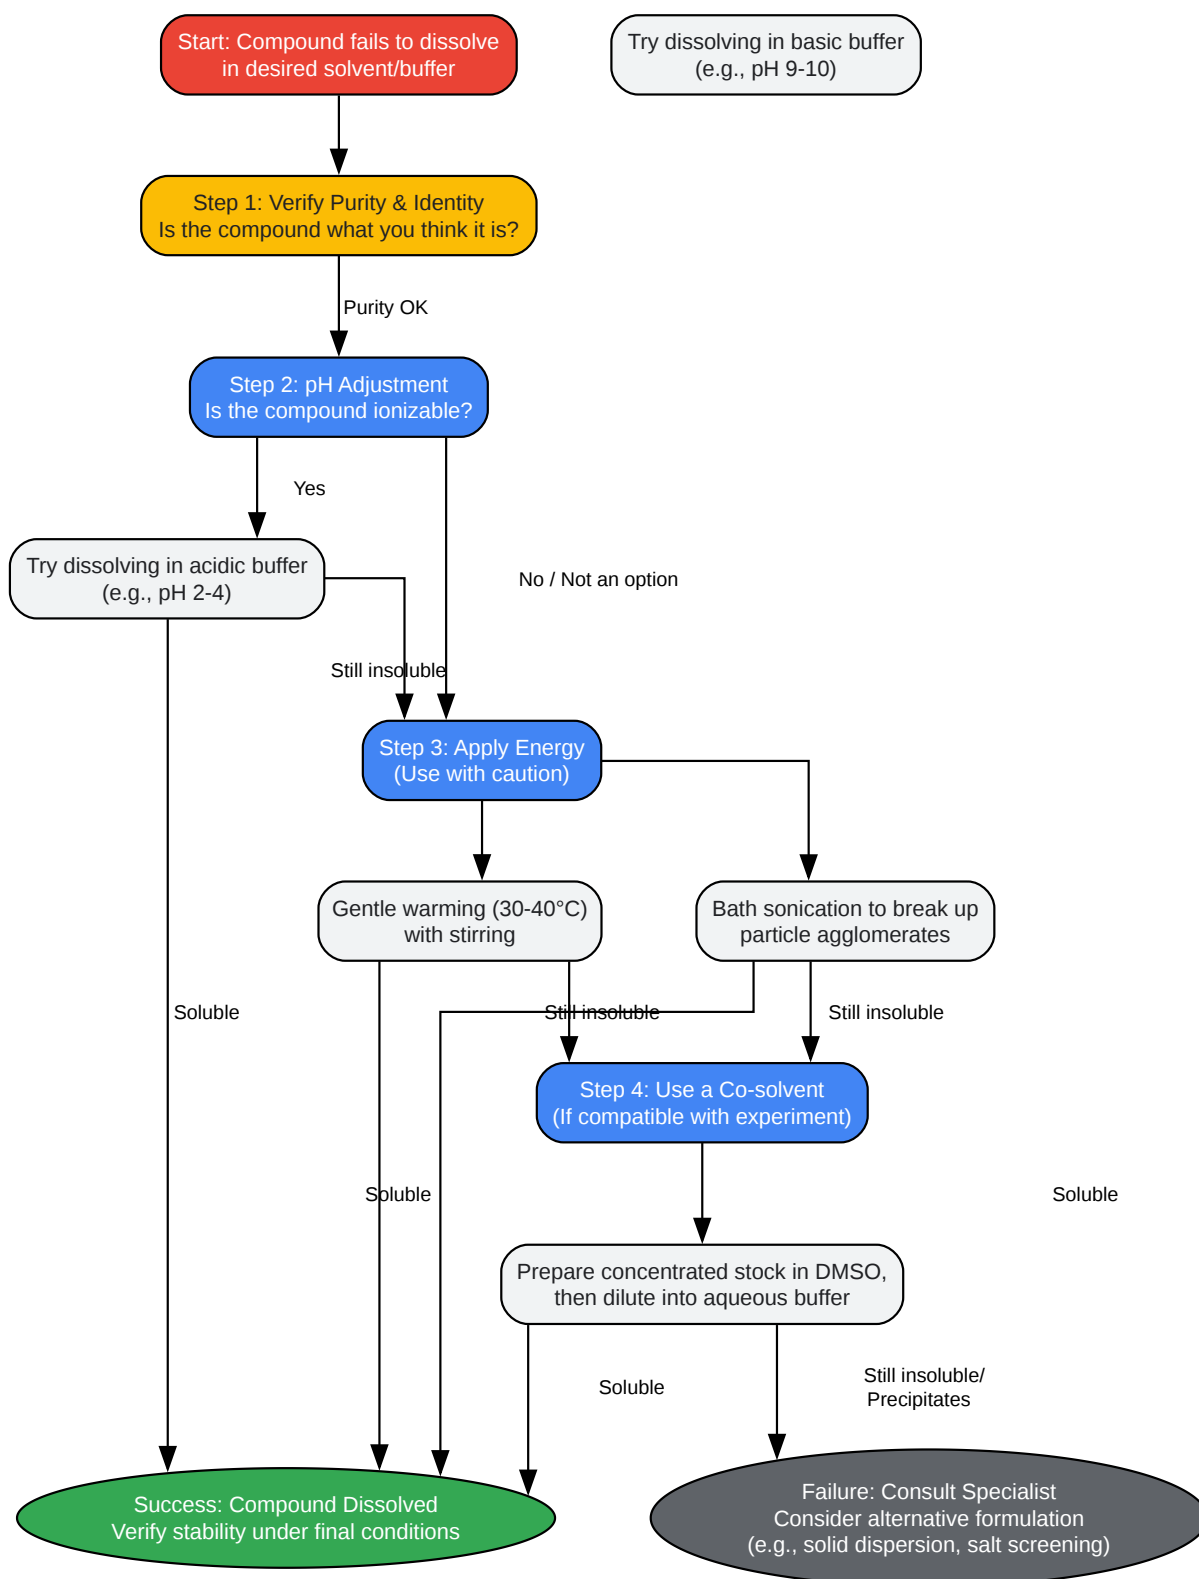 Start: Compound fails to dissolve
in desired solvent/buffer
Try dissolving in basic buffer
(e.g., pH 9-10)
Step 1: Verify Purity & Identity
Is the compound what you think it is?
Purity OK
Step 2: pH Adjustment
Is the compound ionizable?
Yes
Try dissolving in acidic buffer
(e.g., pH 2-4)
No / Not an option
Still insoluble
Step 3: Apply Energy
(Use with caution)
Gentle warming (30-40°C)
with stirring
Bath sonication to break up
particle agglomerates
Soluble
Still insoluble
Still insoluble
Step 4: Use a Co-solvent
(If compatible with experiment)
Soluble
Soluble
Prepare concentrated stock in DMSO,
then dilute into aqueous buffer
Soluble
Still insoluble/
Precipitates
Success: Compound Dissolved
Verify stability under final conditions
Failure: Consult Specialist
Consider alternative formulation
(e.g., solid dispersion, salt screening)